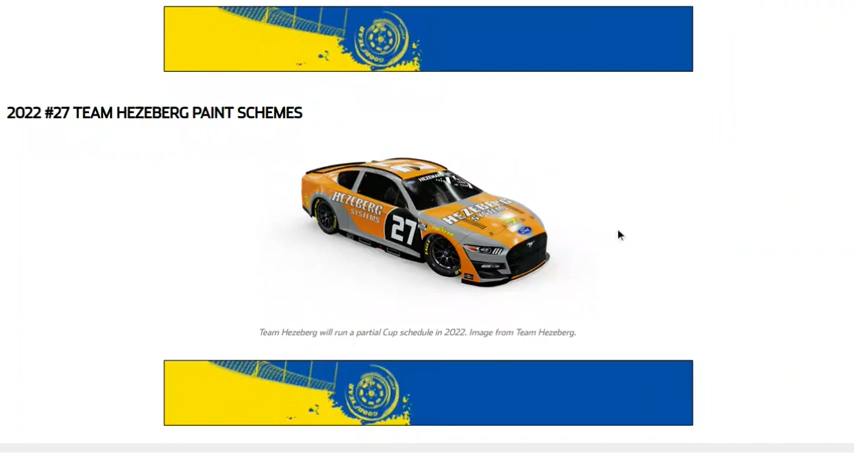 2022 #27 TEAM HEZEBERG PAINT SCHEMES
HEZEBERG
SYSTEMS
27
HEZEBERG
Ford
Team Hezeberg will run a partial Cup schedule in 2022. Image from Team Hezeberg.